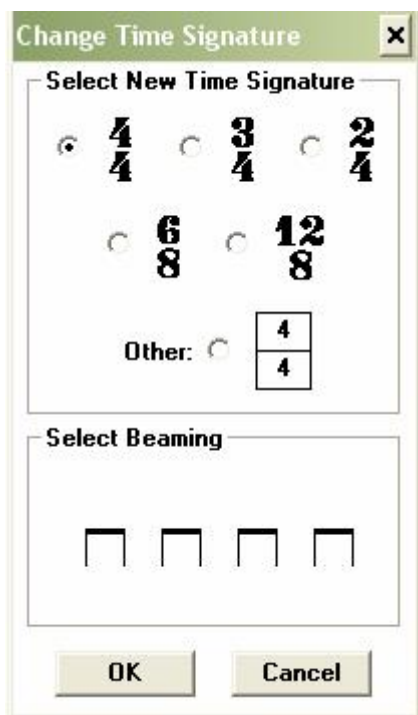 Change Time Signature
Select New Time Signature
4/4 3/4 2/4
6/8 12/8
Other: 4/4
Select Beaming
OK Cancel